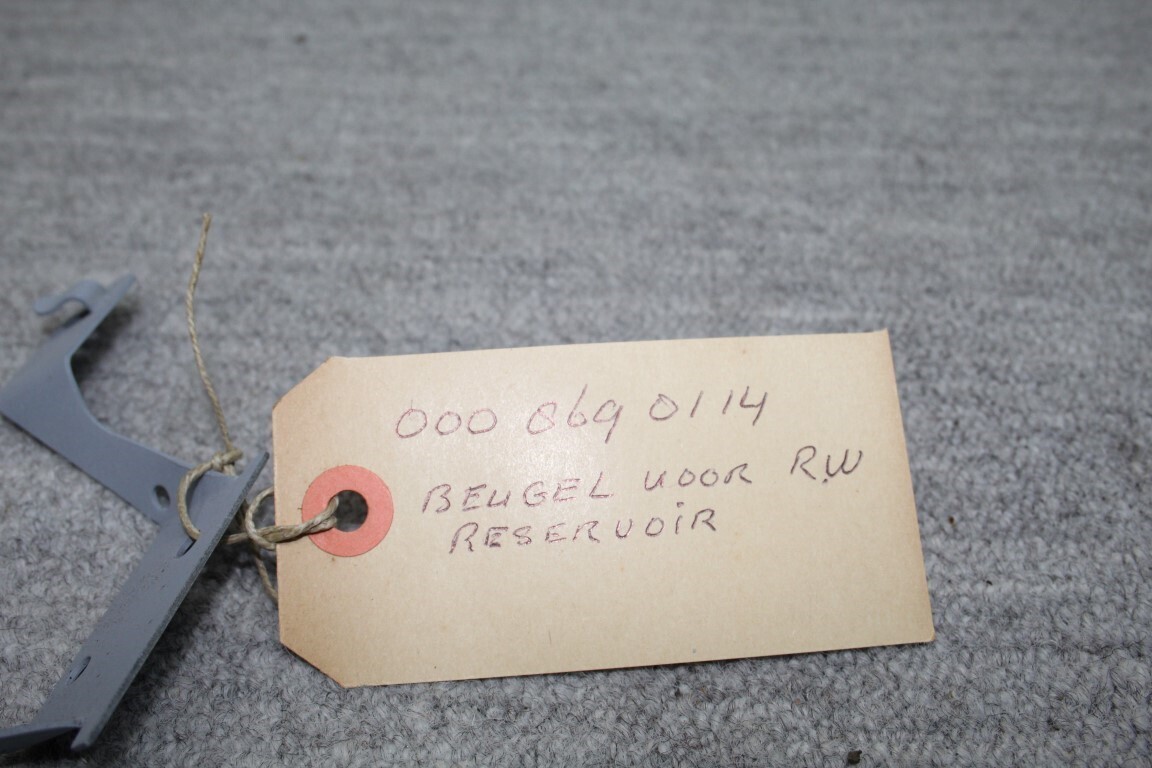 000 869 0114
BEUGEL VOOR R.W
RESERVOIR